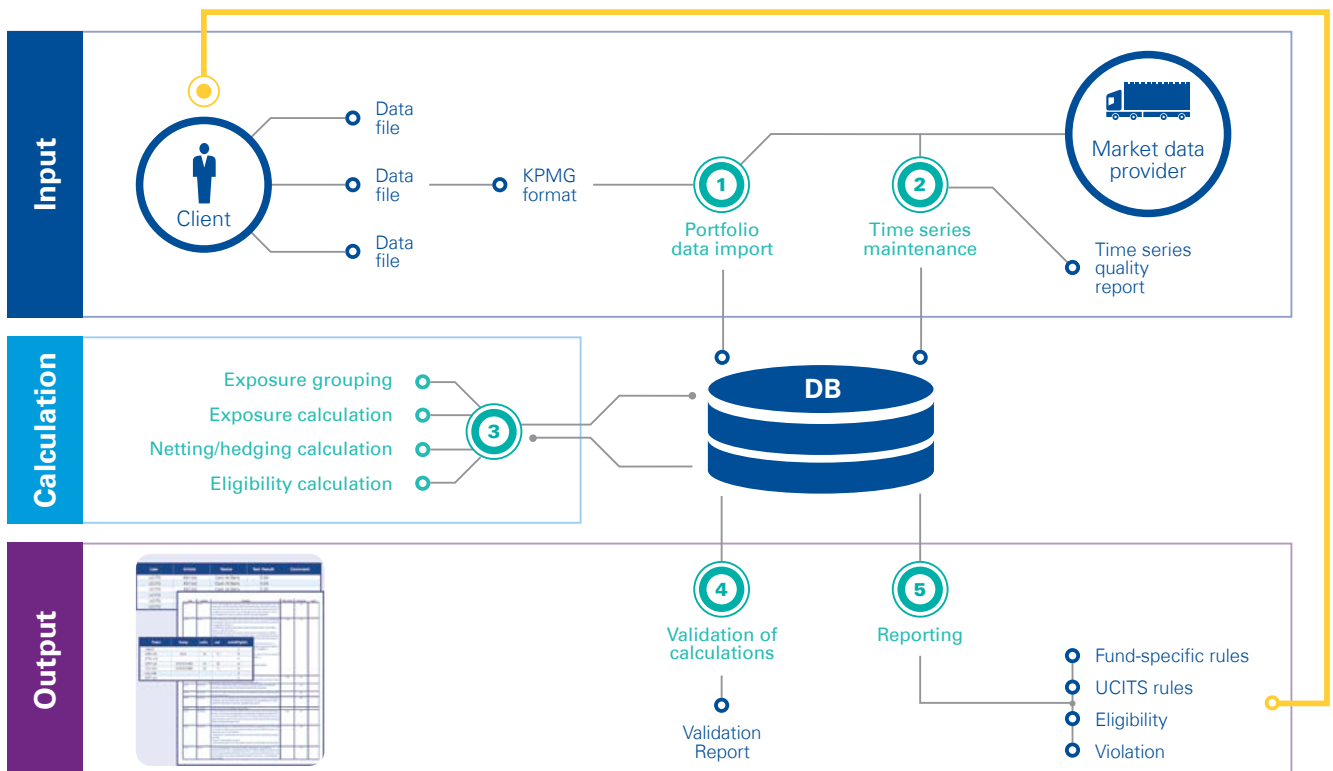 Input
Client
Data
file
Data
file
Data
file
KPMG
format
1
Portfolio
data import
2
Time series
maintenance
Market data
provider
Time series
quality
report
Calculation
Exposure grouping
Exposure calculation
Netting/hedging calculation
Eligibility calculation
3
DB
Output
4
Validation of
calculations
Validation
Report
5
Reporting
Fund-specific rules
UCITS rules
Eligibility
Violation